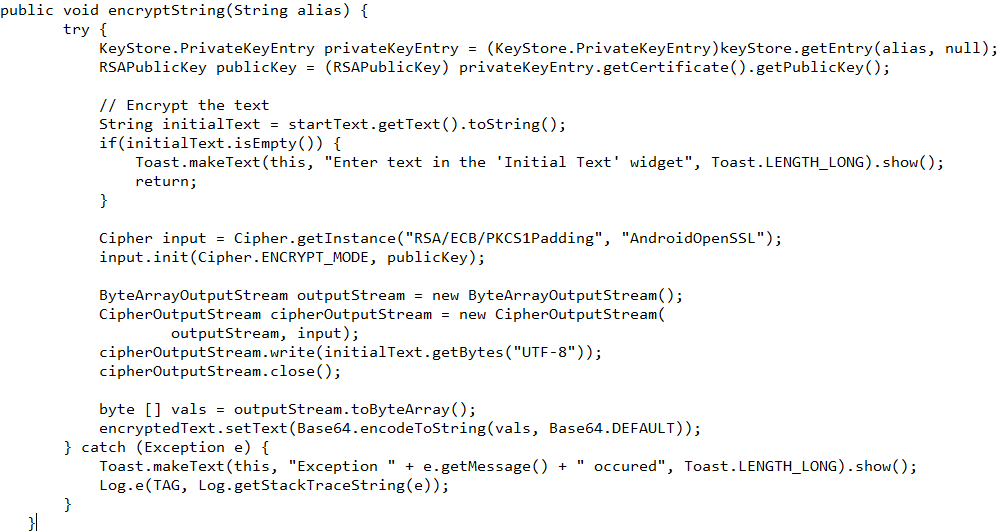 public void encryptString(String alias) {
try {
KeyStore.PrivateKeyEntry privateKeyEntry = (KeyStore.PrivateKeyEntry)keyStore.getEntry(alias, null);
RSAPublicKey publicKey = (RSAPublicKey) privateKeyEntry.getCertificate().getPublicKey();
// Encrypt the text
String initialText = startText.getText().toString();
if(initialText.isEmpty()) {
Toast.makeText(this, "Enter text in the 'Initial Text' widget", Toast.LENGTH_LONG).show();
return;
}
Cipher input = Cipher.getInstance("RSA/ECB/PKCS1Padding", "AndroidOpenSSL");
input.init(Cipher.ENCRYPT_MODE, publicKey);
ByteArrayOutputStream outputStream = new ByteArrayOutputStream();
CipherOutputStream cipherOutputStream = new CipherOutputStream(
outputStream, input);
cipherOutputStream.write(initialText.getBytes("UTF-8"));
cipherOutputStream.close();
byte [] vals = outputStream.toByteArray();
encryptedText.setText(Base64.encodeToString(vals, Base64.DEFAULT));
} catch (Exception e) {
Toast.makeText(this, "Exception " + e.getMessage() + " occured", Toast.LENGTH_LONG).show();
Log.e(TAG, Log.getStackTraceString(e));
}
}